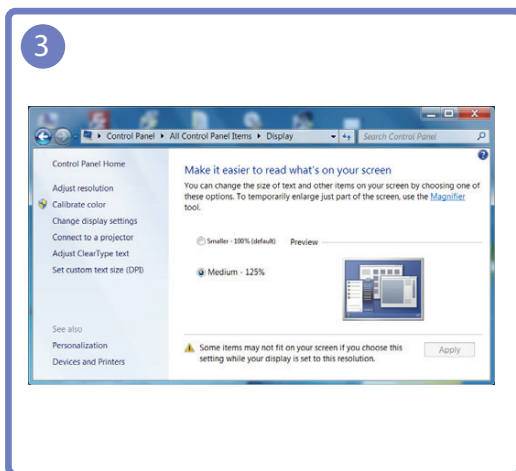 3
Control Panel ▸ All Control Panel Items ▸ Display
Search Control Panel
Control Panel Home
Adjust resolution
Calibrate color
Change display settings
Connect to a projector
Adjust ClearType text
Set custom text size (DPI)
See also
Personalization
Devices and Printers
Make it easier to read what's on your screen
You can change the size of text and other items on your screen by choosing one of
these options. To temporarily enlarge just part of the screen, use the Magnifier
tool.
Smaller - 100% (default)
Preview
Medium - 125%
Some items may not fit on your screen if you choose this
setting while your display is set to this resolution.
Apply